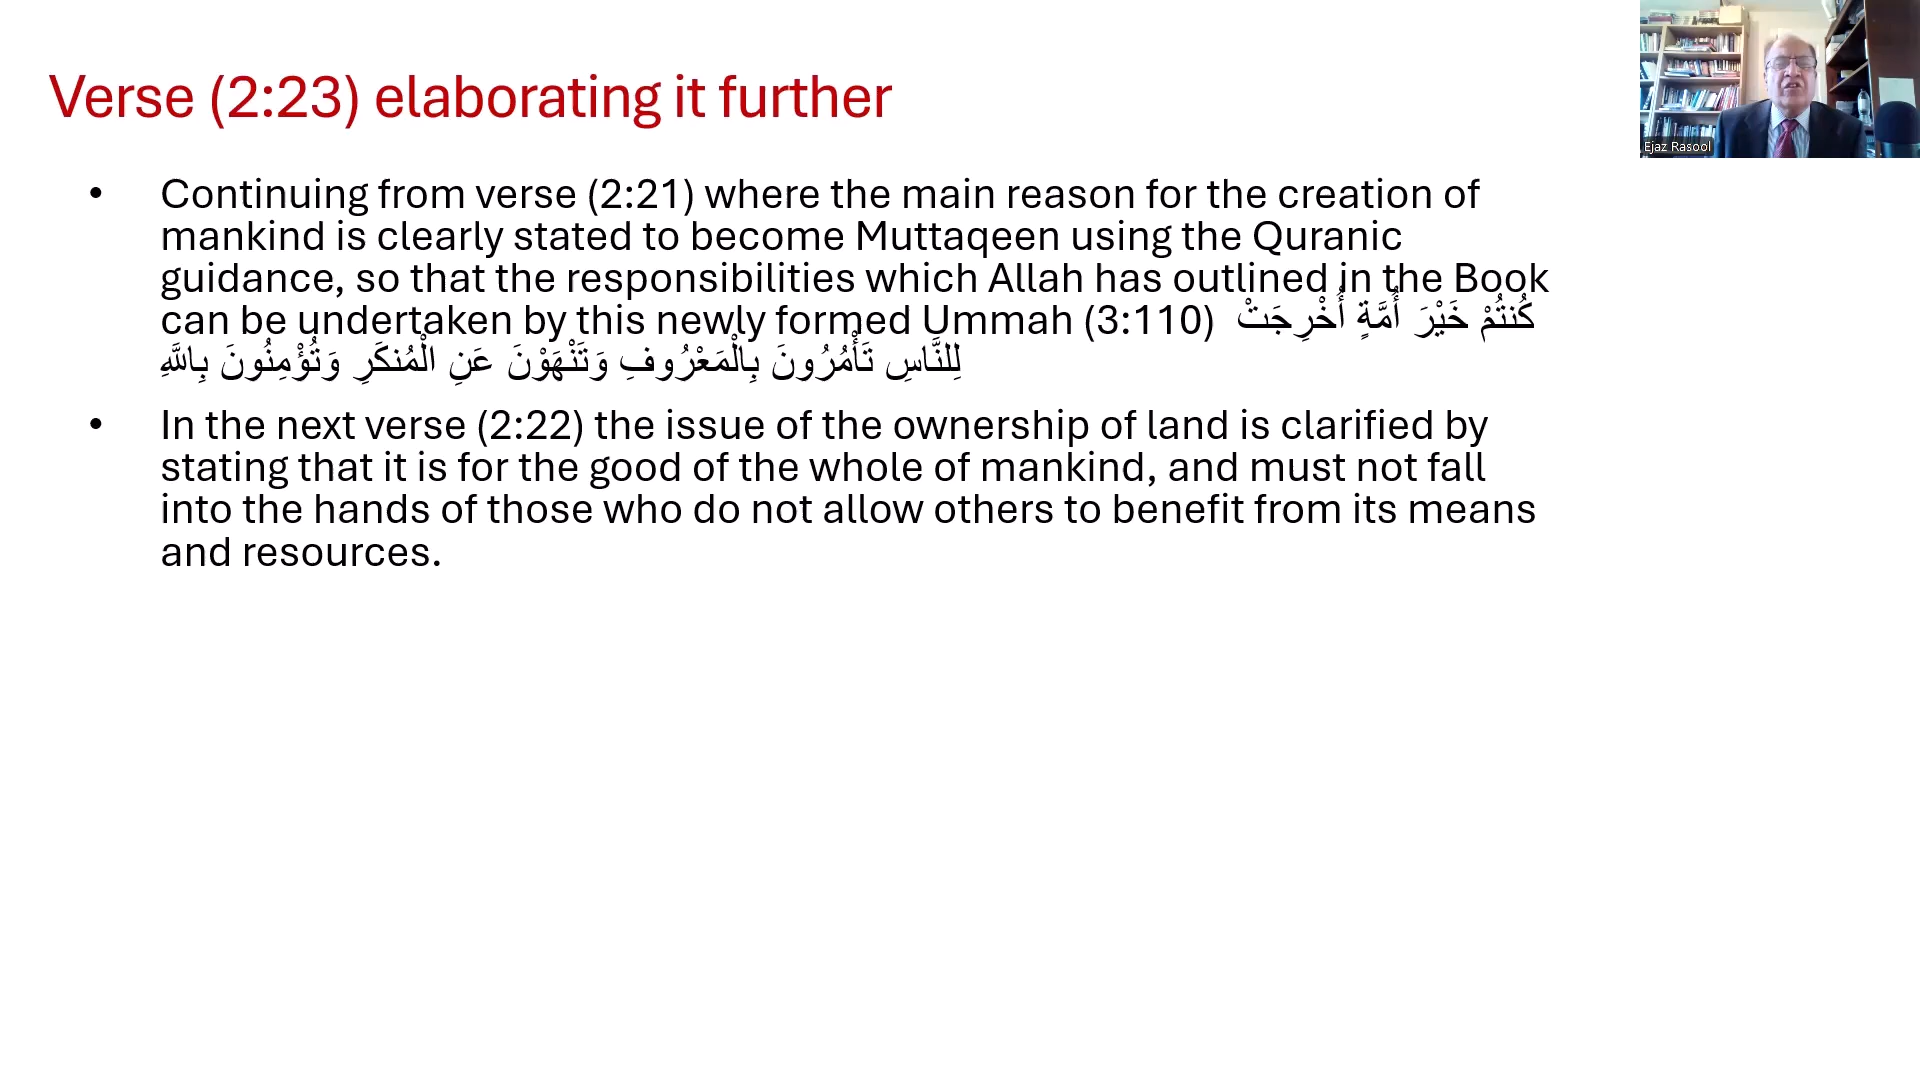 Verse (2:23) elaborating it further
Ejaz Rasool
• Continuing from verse (2:21) where the main reason for the creation of
mankind is clearly stated to become Muttaqeen using the Quranic
guidance, so that the responsibilities which Allah has outlined in the Book
can be undertaken by this newly formed Ummah (3:110) كُنتُمْ خَيْرَ أُمَّةٍ أُخْرِجَتْ
لِلنَّاسِ تَأْمُرُونَ بِالْمَعْرُوفِ وَتَنْهَوْنَ عَنِ الْمُنكَرِ وَتُؤْمِنُونَ بِاللَّهِ
• In the next verse (2:22) the issue of the ownership of land is clarified by
stating that it is for the good of the whole of mankind, and must not fall
into the hands of those who do not allow others to benefit from its means
and resources.